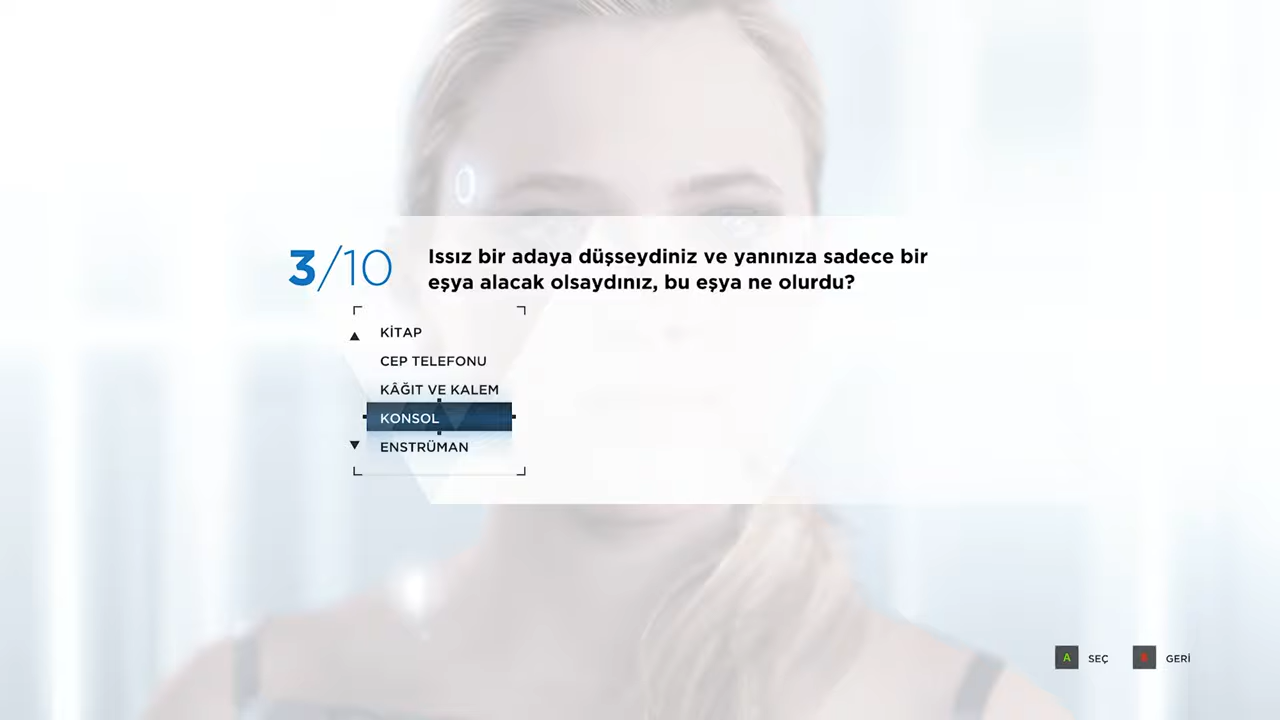 3/10
Issız bir adaya düşseydiniz ve yanınıza sadece bir
eşya alacak olsaydınız, bu eşya ne olurdu?
KİTAP
CEP TELEFONU
KÂĞIT VE KALEM
KONSOL
ENSTRÜMAN
A SEÇ B GERİ